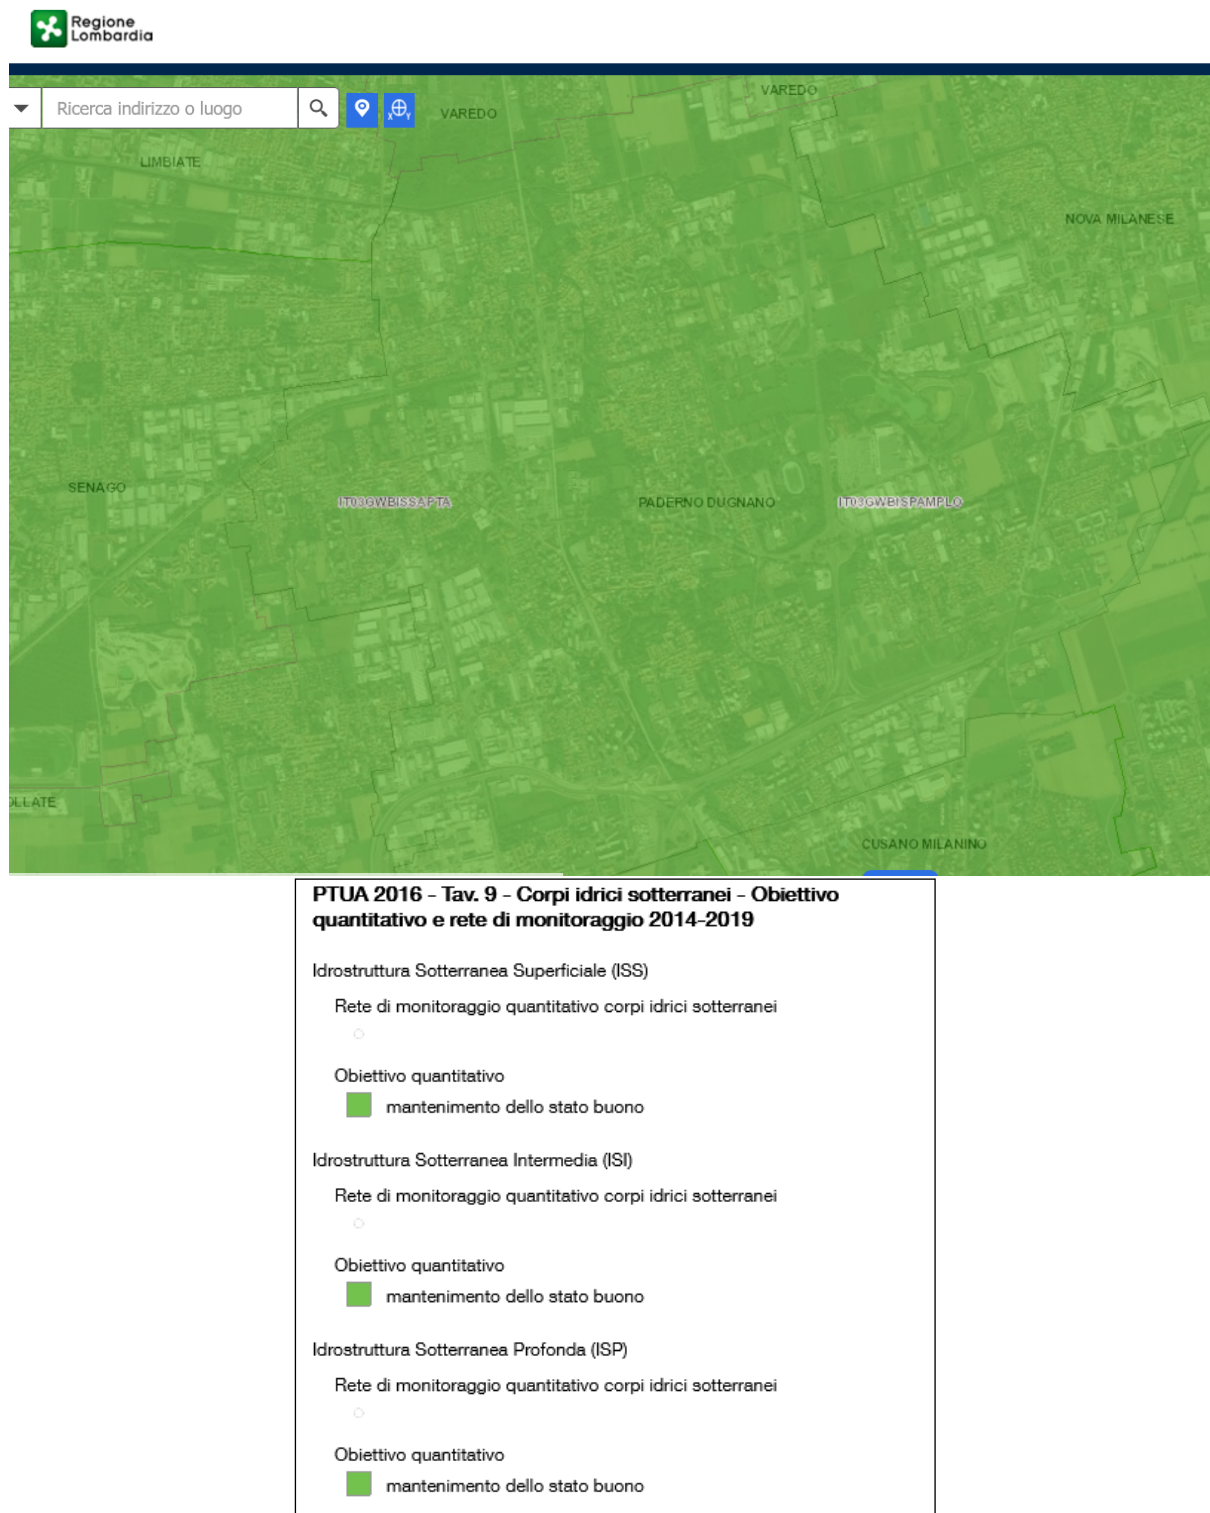 Regione
Lombardia
Ricerca indirizzo o luogo
VAREDO
VAREDO
LIMBIATE
NOVA MILANESE
SENAGO
IT03GWBISSAPTA
PADERNO DUGNANO
IT03GWBISPAMPLO
OLLATE
CUSANO MILANINO
PTUA 2016 - Tav. 9 - Corpi idrici sotterranei - Obiettivo
quantitativo e rete di monitoraggio 2014-2019
Idrostruttura Sotterranea Superficiale (ISS)
Rete di monitoraggio quantitativo corpi idrici sotterranei
Obiettivo quantitativo
mantenimento dello stato buono
Idrostruttura Sotterranea Intermedia (ISI)
Rete di monitoraggio quantitativo corpi idrici sotterranei
Obiettivo quantitativo
mantenimento dello stato buono
Idrostruttura Sotterranea Profonda (ISP)
Rete di monitoraggio quantitativo corpi idrici sotterranei
Obiettivo quantitativo
mantenimento dello stato buono